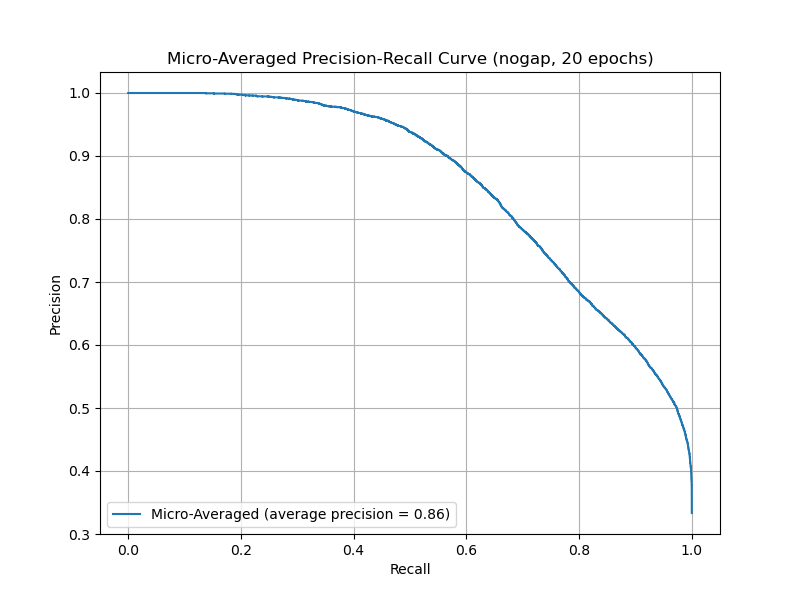 Micro-Averaged Precision-Recall Curve (nogap, 20 epochs)
1.0
0.9
0.8
0.7
0.6
0.5
0.4
0.3
Precision
Micro-Averaged (average precision = 0.86)
0.0 0.2 0.4 0.6 0.8 1.0
Recall